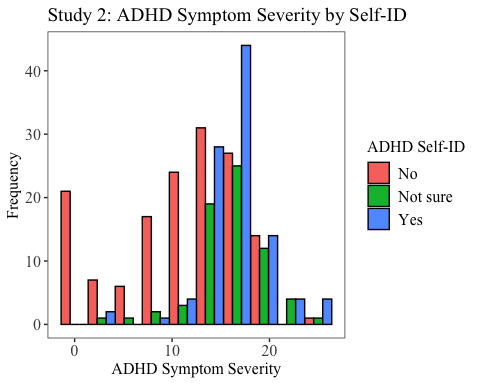 Study 2: ADHD Symptom Severity by Self-ID
40
30
20
10
0
Frequency
0 10 20
ADHD Symptom Severity
ADHD Self-ID
No
Not sure
Yes